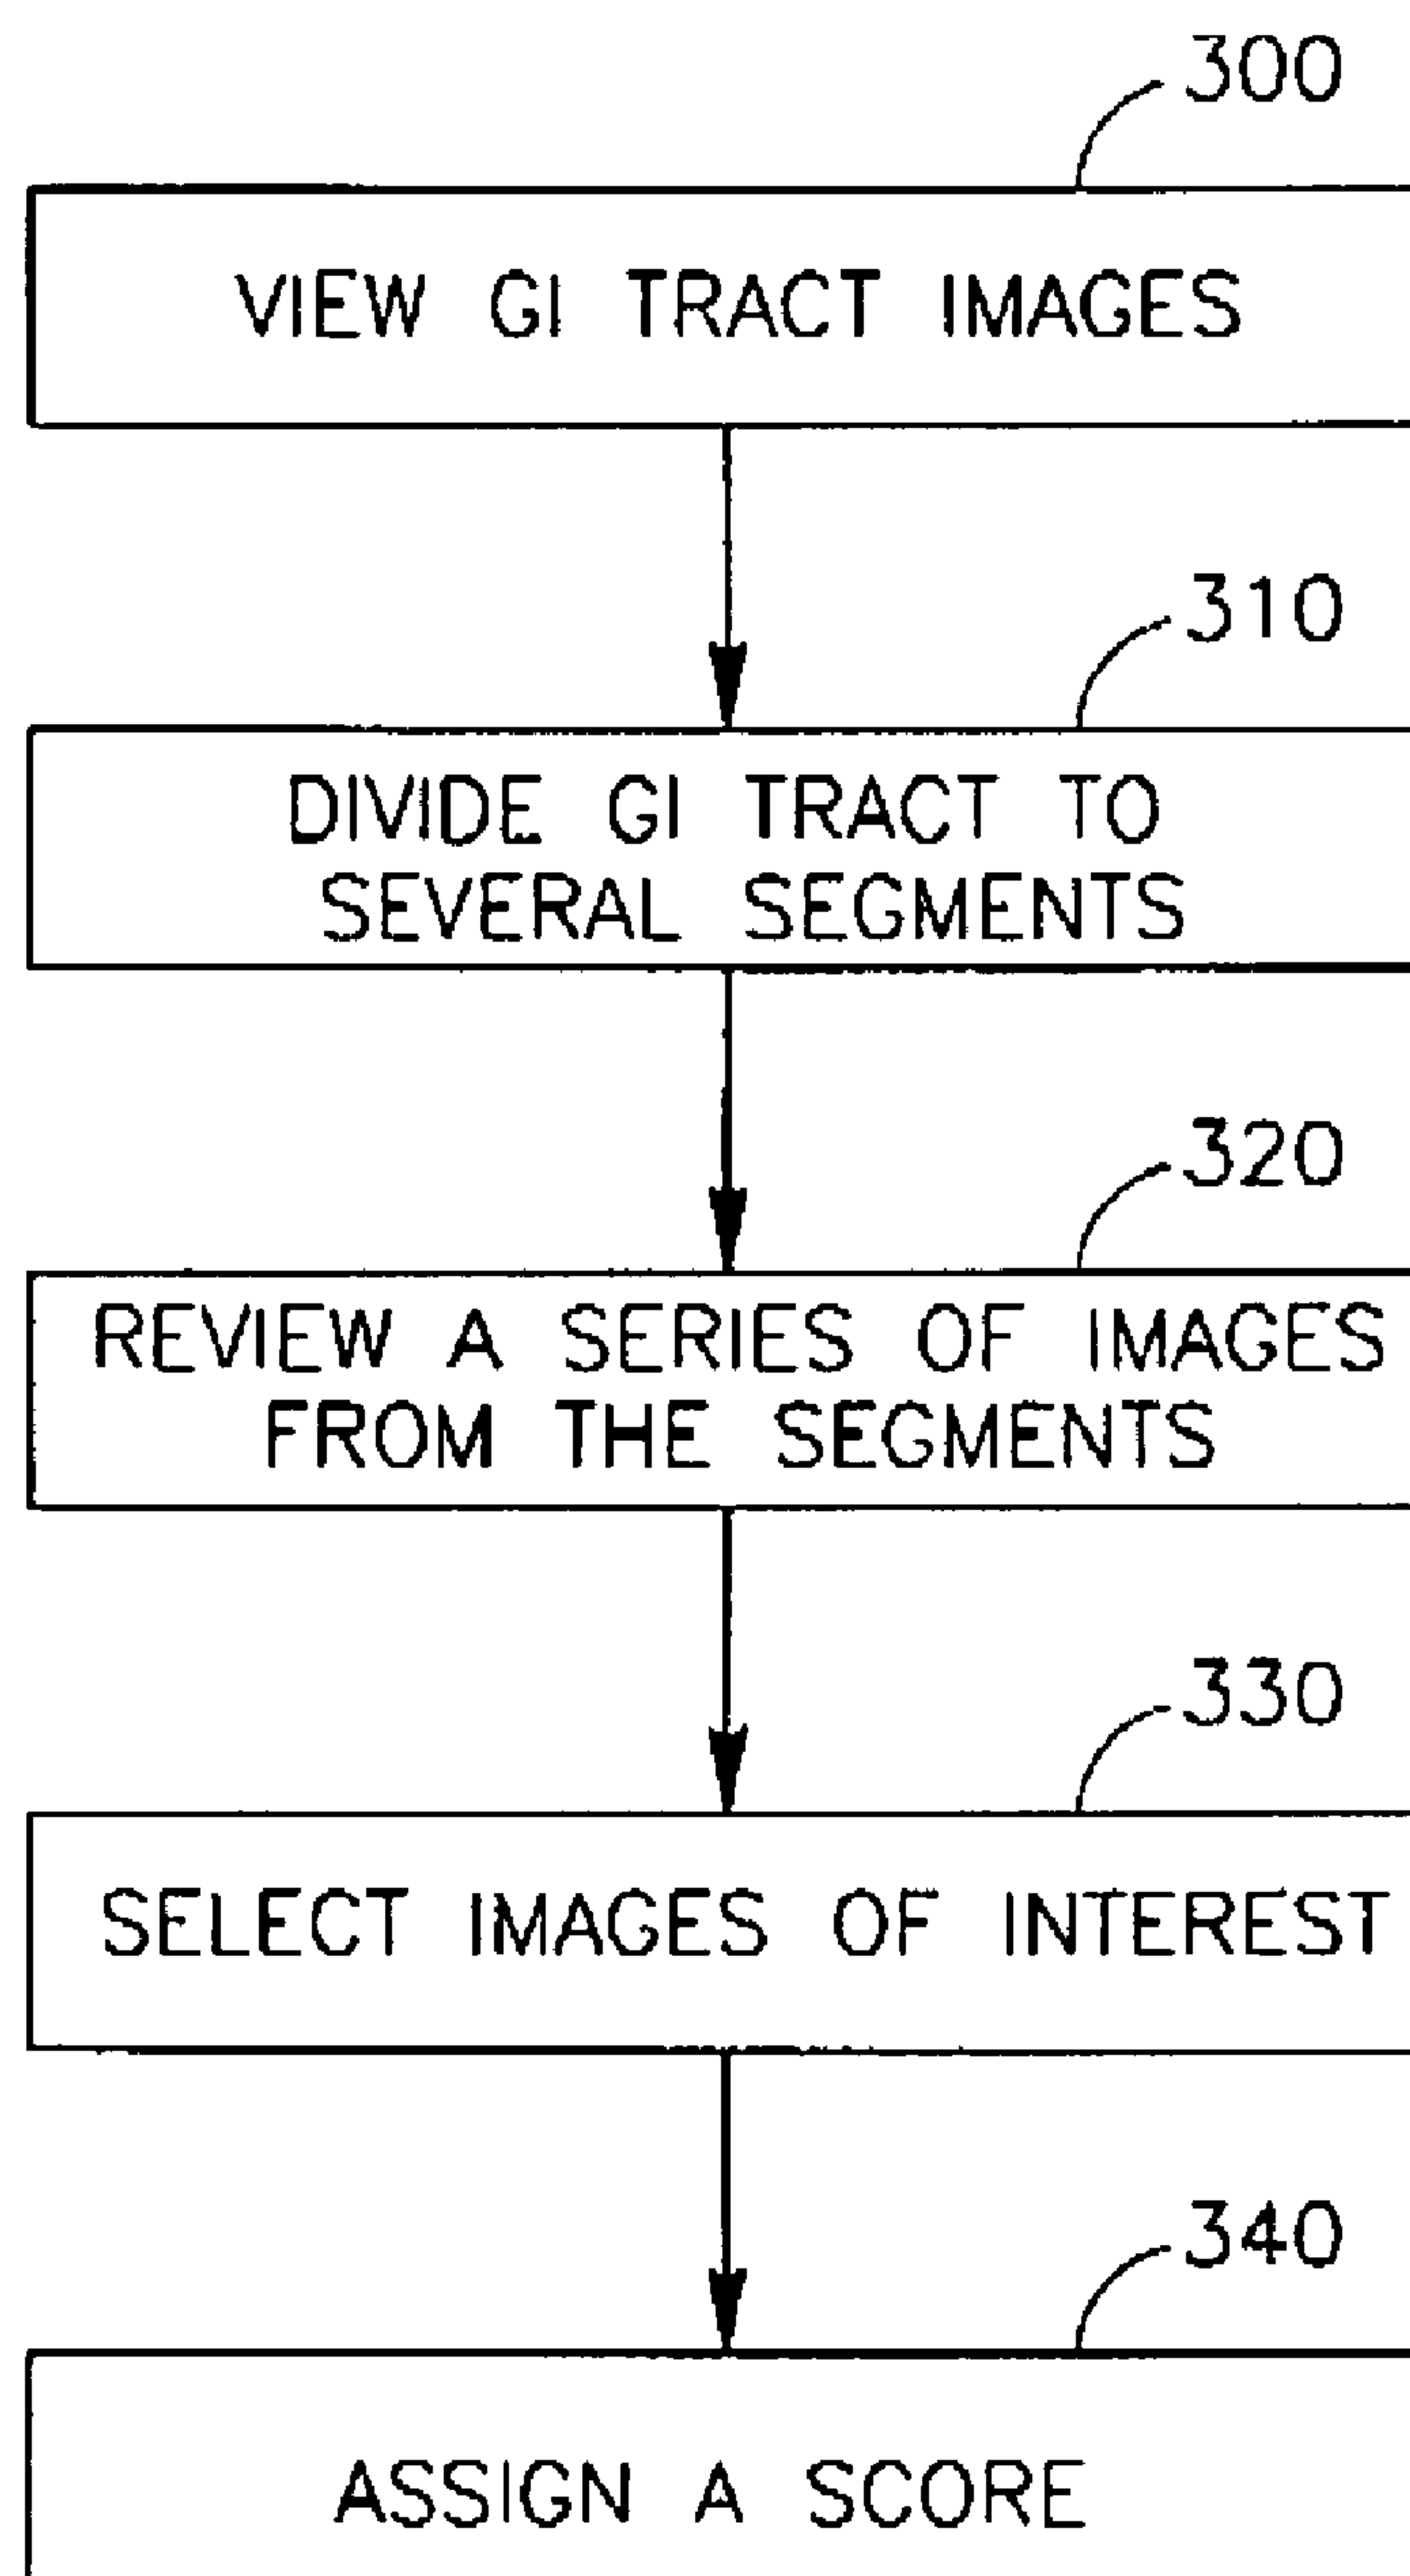 300
VIEW GI TRACT IMAGES
310
DIVIDE GI TRACT TO
SEVERAL SEGMENTS
320
REVIEW A SERIES OF IMAGES
FROM THE SEGMENTS
330
SELECT IMAGES OF INTEREST
340
ASSIGN A SCORE